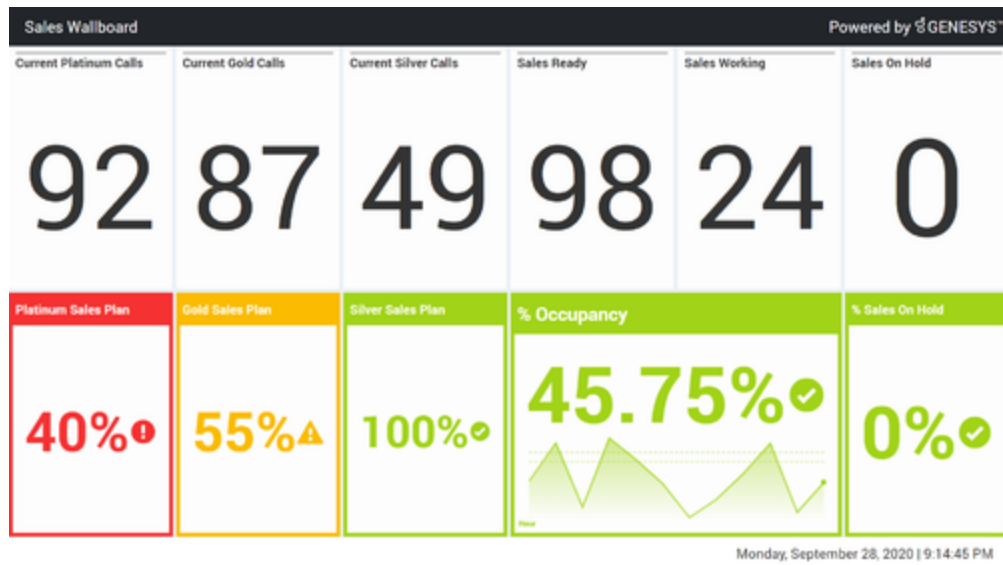 Sales Wallboard
Powered by GENESYS™
Current Platinum Calls
Current Gold Calls
Current Silver Calls
Sales Ready
Sales Working
Sales On Hold
92
87
49
98
24
0
Platinum Sales Plan
Gold Sales Plan
Silver Sales Plan
% Occupancy
% Sales On Hold
40%
55%
100%
45.75%
0%
Hour
Monday, September 28, 2020 | 9:14:45 PM